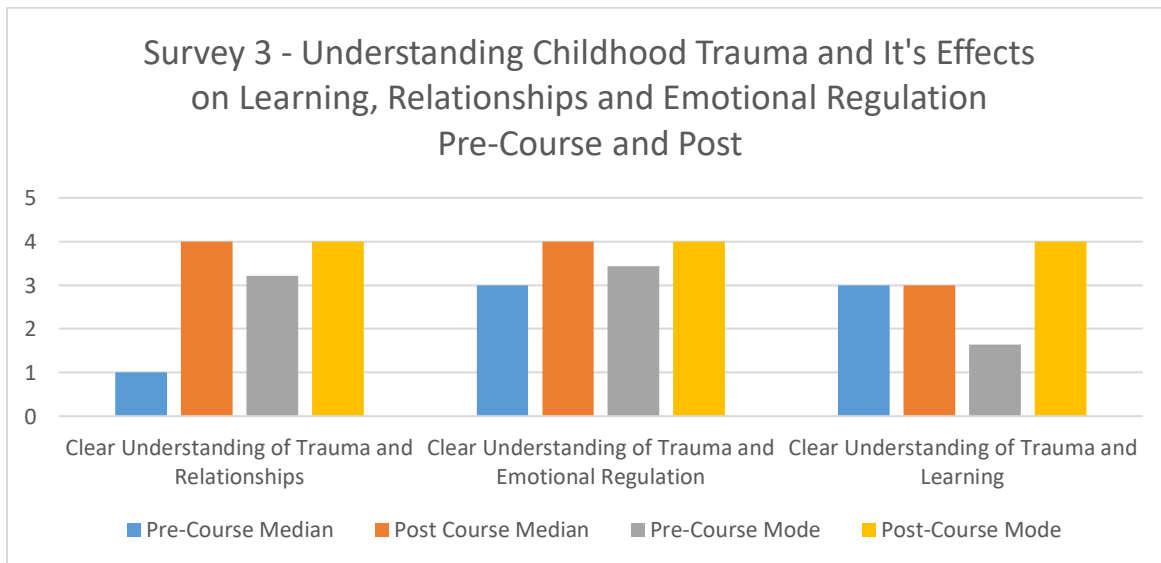 Survey 3 - Understanding Childhood Trauma and It's Effects
on Learning, Relationships and Emotional Regulation
Pre-Course and Post
5
4
3
2
1
0
Clear Understanding of Trauma and
Relationships
Clear Understanding of Trauma and
Emotional Regulation
Clear Understanding of Trauma and
Learning
Pre-Course Median
Post Course Median
Pre-Course Mode
Post-Course Mode